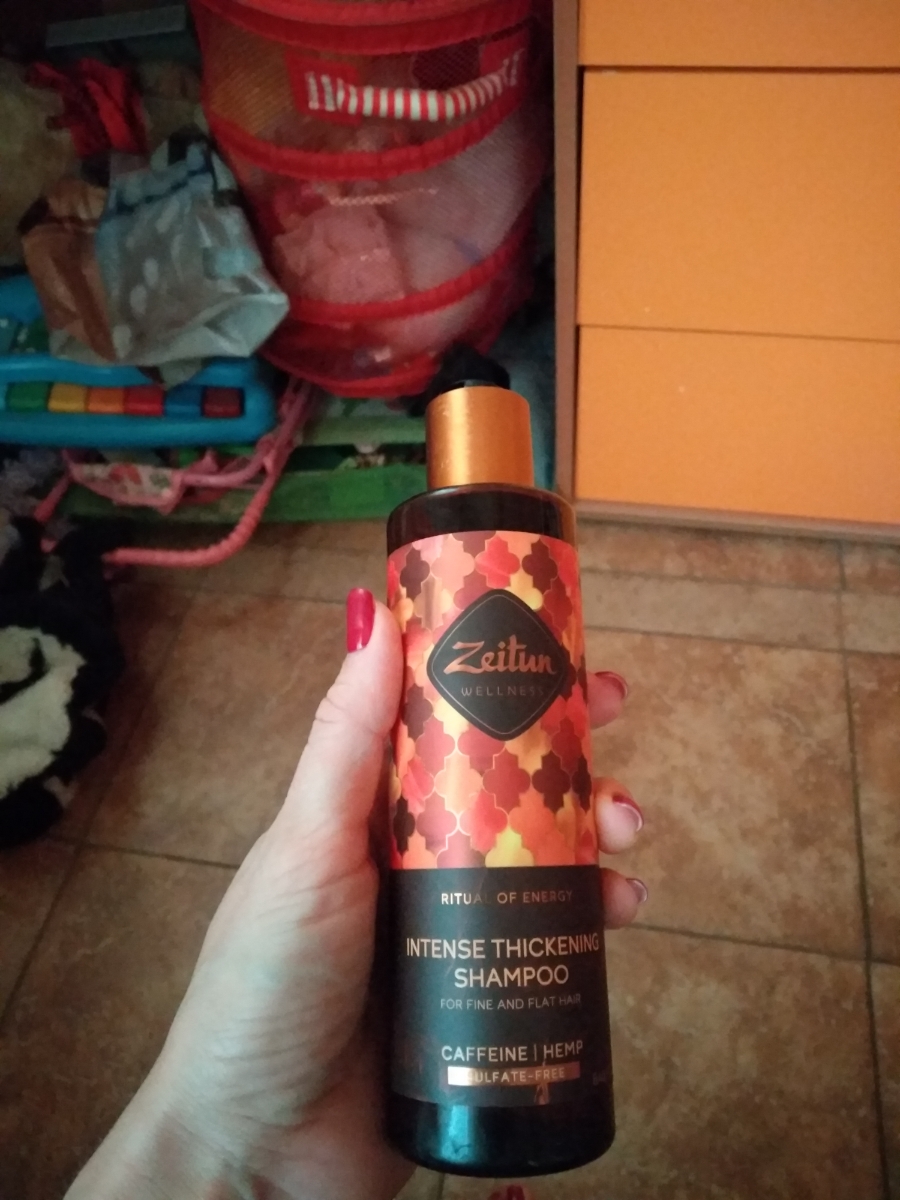 Zeitun
WELLNESS
RITUAL OF ENERGY
INTENSE THICKENING
SHAMPOO
FOR FINE AND FLAT HAIR
CAFFEINE | HEMP
SULFATE-FREE